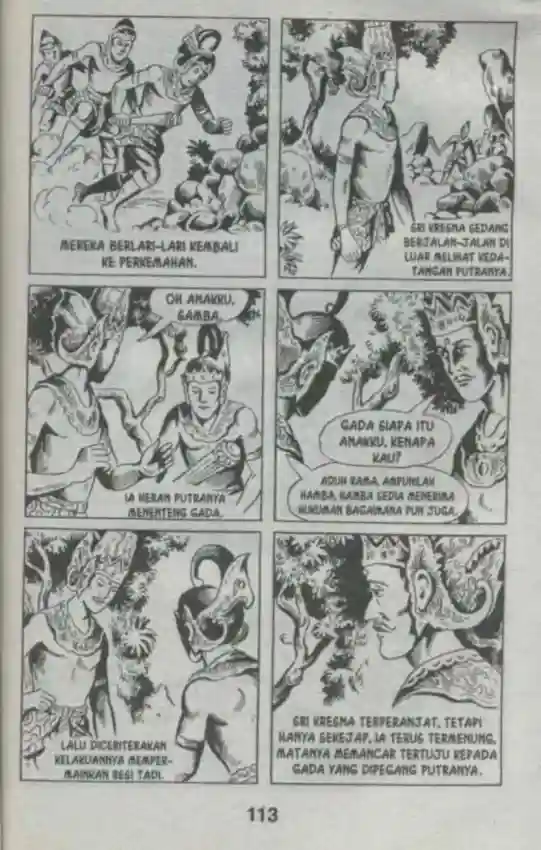 MEREKA BERLARI-LARI KEMBALI
KE PERKEMAHAN.
SRI KRESNA SEDANG
BERJALAN-JALAN DI
LUAR MELIHAT KEDA-
TANGAN PUTRANYA.
OH ANAKKU,
SAMBA.
IA HERAN PUTRANYA
MENENTENG GADA.
GADA SIAPA ITU
ANAKKU, KENAPA
KAU?
ADUH RAMA, AMPUNILAH
HAMBA, HAMBA SEDIA MENERIMA
HUKUMAN BAGAIMANA PUN JUGA.
LALU DICERITERAKAN
KELAKUANNYA MEMPER-
MAINKAN RESI TADI.
SRI KRESNA TERPERANJAT, TETAPI
HANYA SEKEJAP, IA TERUS TERMENUNG,
MATANYA MEMANCAR TERTUJU KEPADA
GADA YANG DIPEGANG PUTRANYA.
113